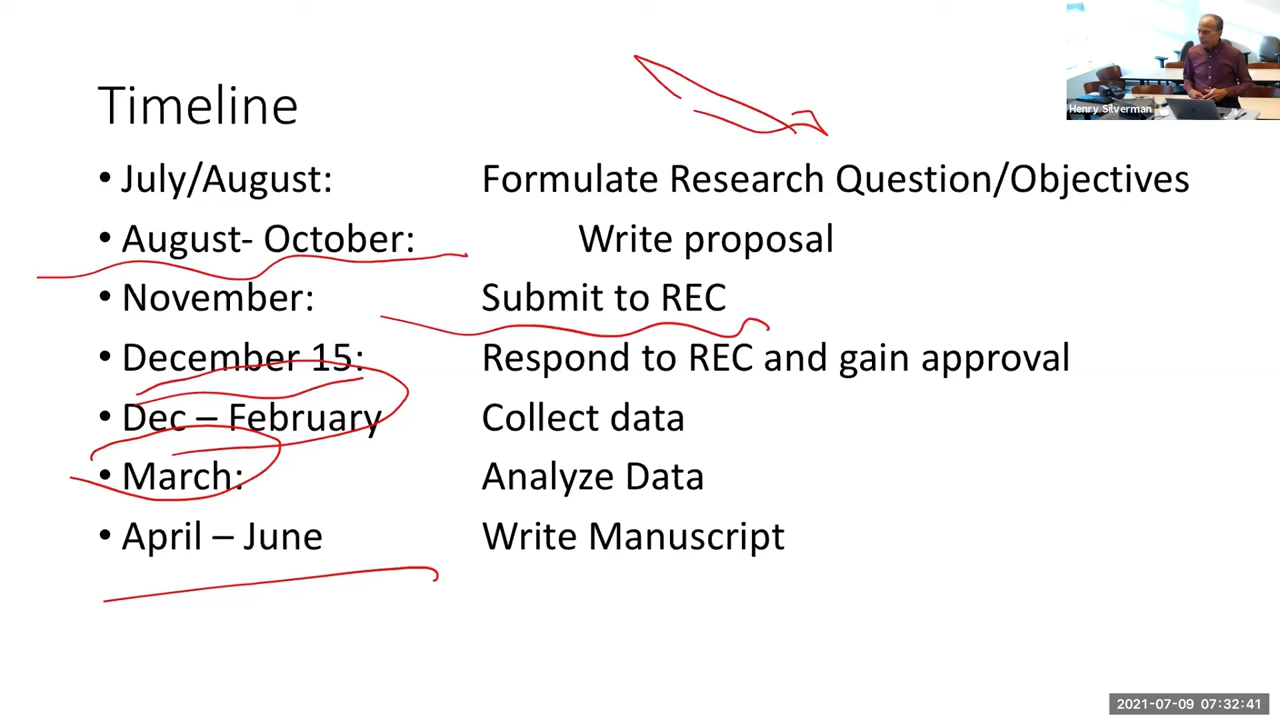 Henry Silverman
Timeline
• July/August: Formulate Research Question/Objectives
• August- October: Write proposal
• November: Submit to REC
• December 15: Respond to REC and gain approval
• Dec – February Collect data
• March: Analyze Data
• April – June Write Manuscript
2021-07-09 07:32:41